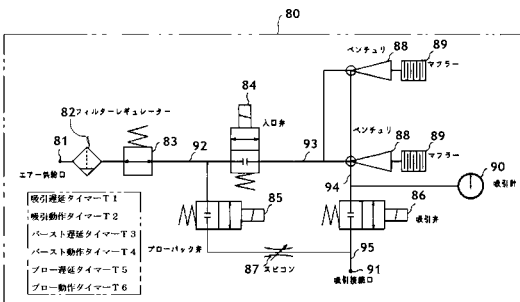 80
ベンチュリ
88
89
マフラー
84
82
フィルターレギュレーター
81
83
92
入口弁
93
ベンチュリ
88
89
マフラー
エアー供給口
94
90
吸引計
85
86
吸引弁
ブローバック弁
95
87
スピコン
91
吸引接続口
吸引遅延タイマーT1
吸引動作タイマーT2
バースト遅延タイマーT3
バースト動作タイマーT4
ブロー遅延タイマーT5
ブロー動作タイマーT6